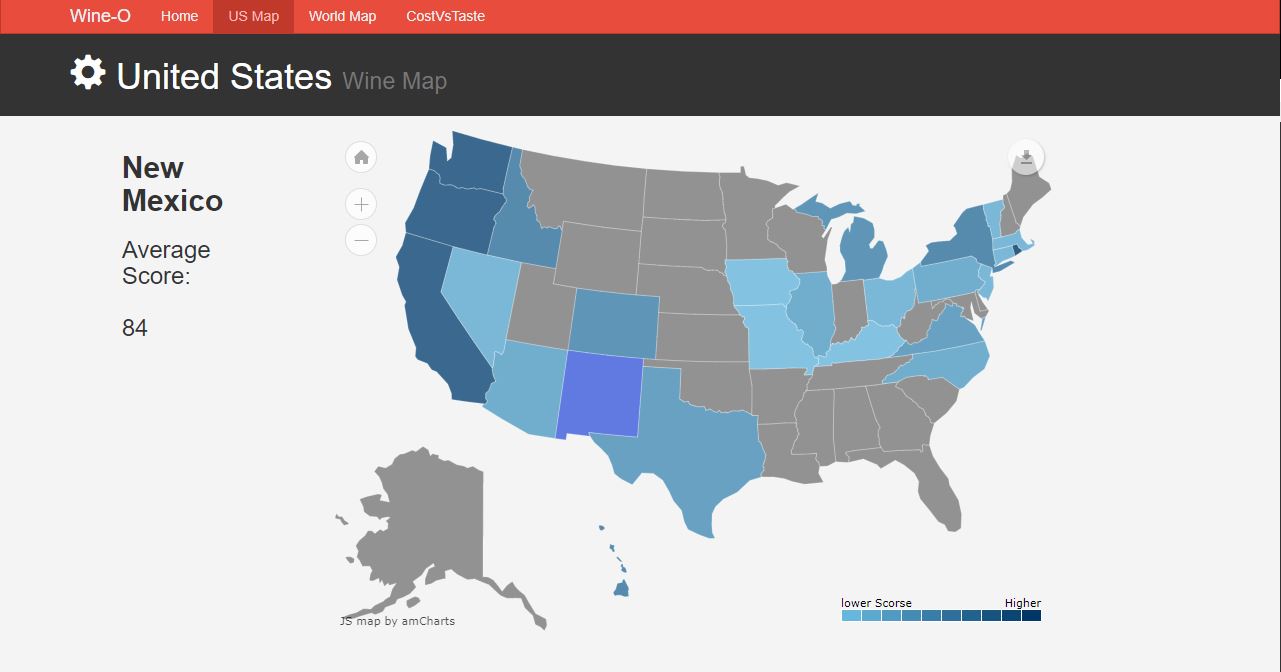 Wine-O Home US Map World Map CostVsTaste
United States Wine Map
New
Mexico
Average
Score:
84
lower Scorse Higher
JS map by amCharts